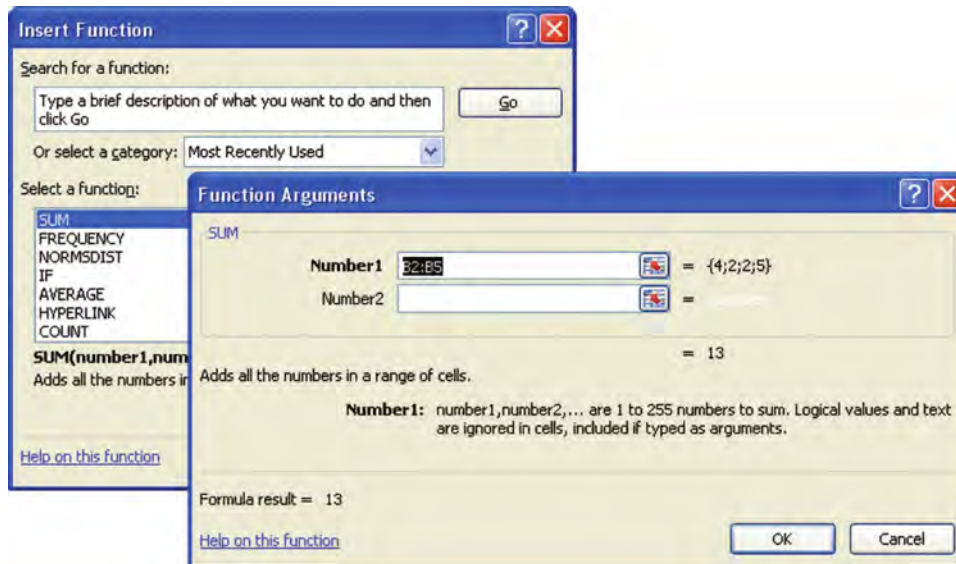 Insert Function
Search for a function:
Type a brief description of what you want to do and then
click Go
Go
Or select a category: Most Recently Used
Select a function:
SUM
FREQUENCY
NORMSDIST
IF
AVERAGE
HYPERLINK
COUNT
SUM(number1,num
Adds all the numbers in
Help on this function
Function Arguments
SUM
Number1 B2:B5 = {4;2;2;5}
Number2 =
= 13
Adds all the numbers in a range of cells.
Number1: number1,number2,... are 1 to 255 numbers to sum. Logical values and text
are ignored in cells, included if typed as arguments.
Formula result = 13
Help on this function
OK
Cancel